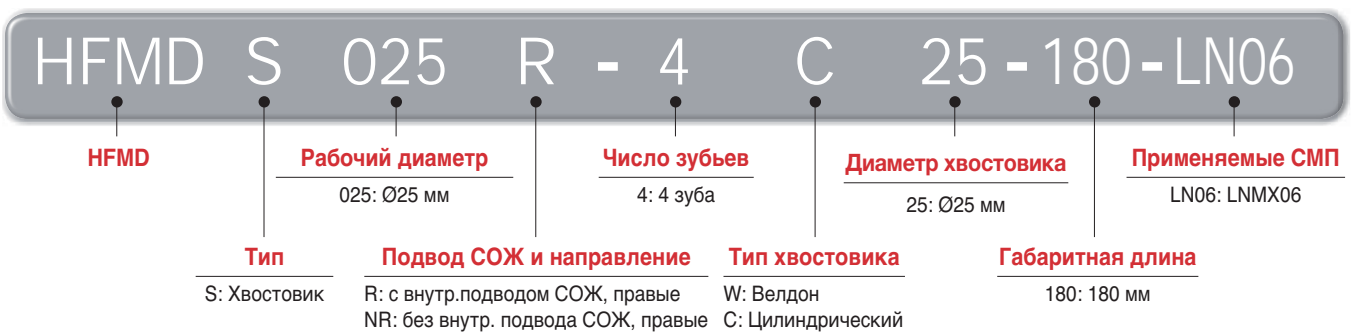 HFMD S 025 R - 4 C 25 - 180 - LN06
HFMD
Рабочий диаметр
025: Ø25 мм
Число зубьев
4: 4 зуба
Диаметр хвостовика
25: Ø25 мм
Применяемые СМП
LN06: LNMX06
Тип
S: Хвостовик
Подвод СОЖ и направление
R: с внутр.подводом СОЖ, правые
NR: без внутр. подвода СОЖ, правые
Тип хвостовика
W: Велдон
C: Цилиндрический
Габаритная длина
180: 180 мм